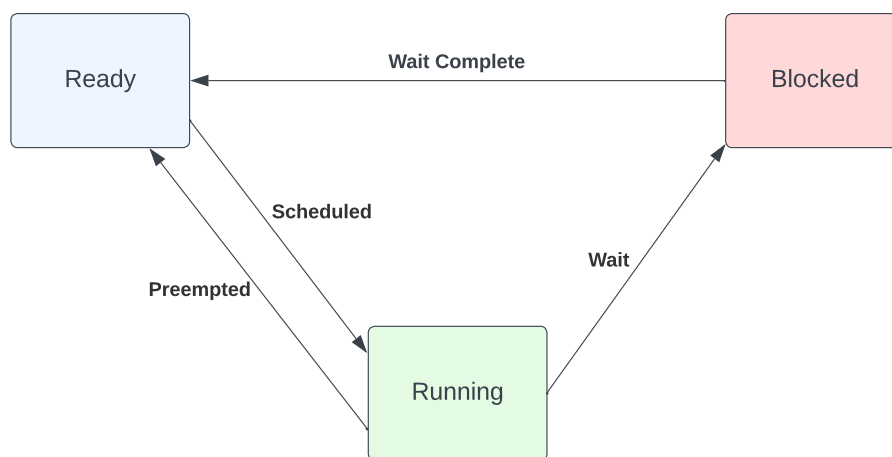 Wait Complete
Ready
Blocked
Scheduled
Wait
Preempted
Running